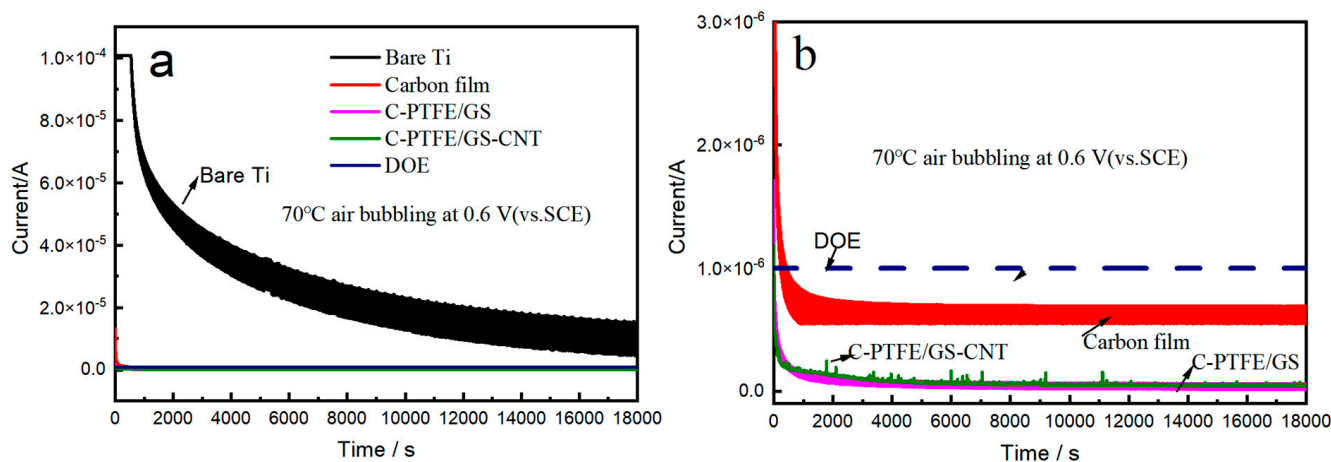 a
Bare Ti
Carbon film
C-PTFE/GS
C-PTFE/GS-CNT
DOE
Bare Ti
70°C air bubbling at 0.6 V(vs.SCE)
Current/A
1.0×10⁻⁴
8.0×10⁻⁵
6.0×10⁻⁵
4.0×10⁻⁵
2.0×10⁻⁵
0.0
0 2000 4000 6000 8000 10000 12000 14000 16000 18000
Time / s
b
70°C air bubbling at 0.6 V(vs.SCE)
DOE
Carbon film
C-PTFE/GS-CNT
C-PTFE/GS
Current/A
3.0×10⁻⁶
2.0×10⁻⁶
1.0×10⁻⁶
0.0
0 2000 4000 6000 8000 10000 12000 14000 16000 18000
Time / s